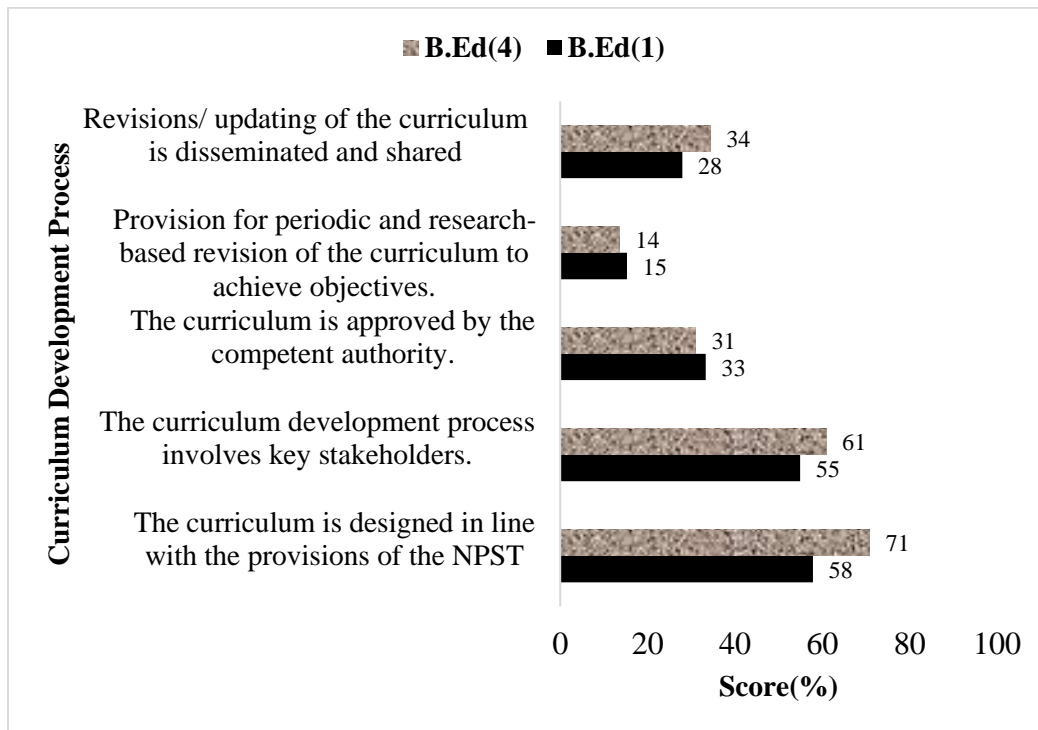 B.Ed(4) B.Ed(1)
Curriculum Development Process
Revisions/ updating of the curriculum
is disseminated and shared
34
28
Provision for periodic and research-
based revision of the curriculum to
achieve objectives.
14
15
The curriculum is approved by the
competent authority.
31
33
The curriculum development process
involves key stakeholders.
61
55
The curriculum is designed in line
with the provisions of the NPST
71
58
0 20 40 60 80 100
Score(%)